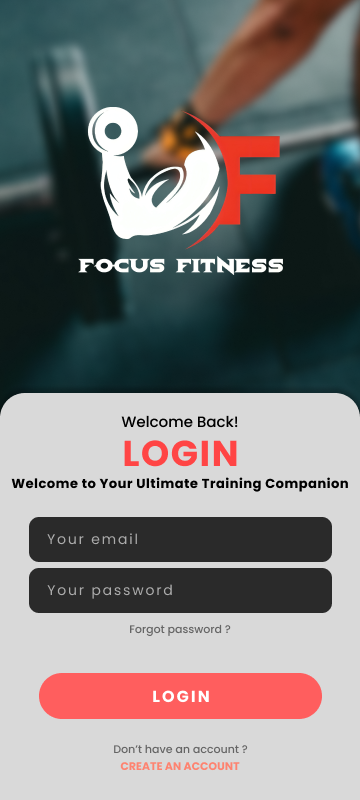 F
FOCUS FITNESS
Welcome Back!
LOGIN
Welcome to Your Ultimate Training Companion
Your email
Your password
Forgot password ?
LOGIN
Don't have an account ?
CREATE AN ACCOUNT